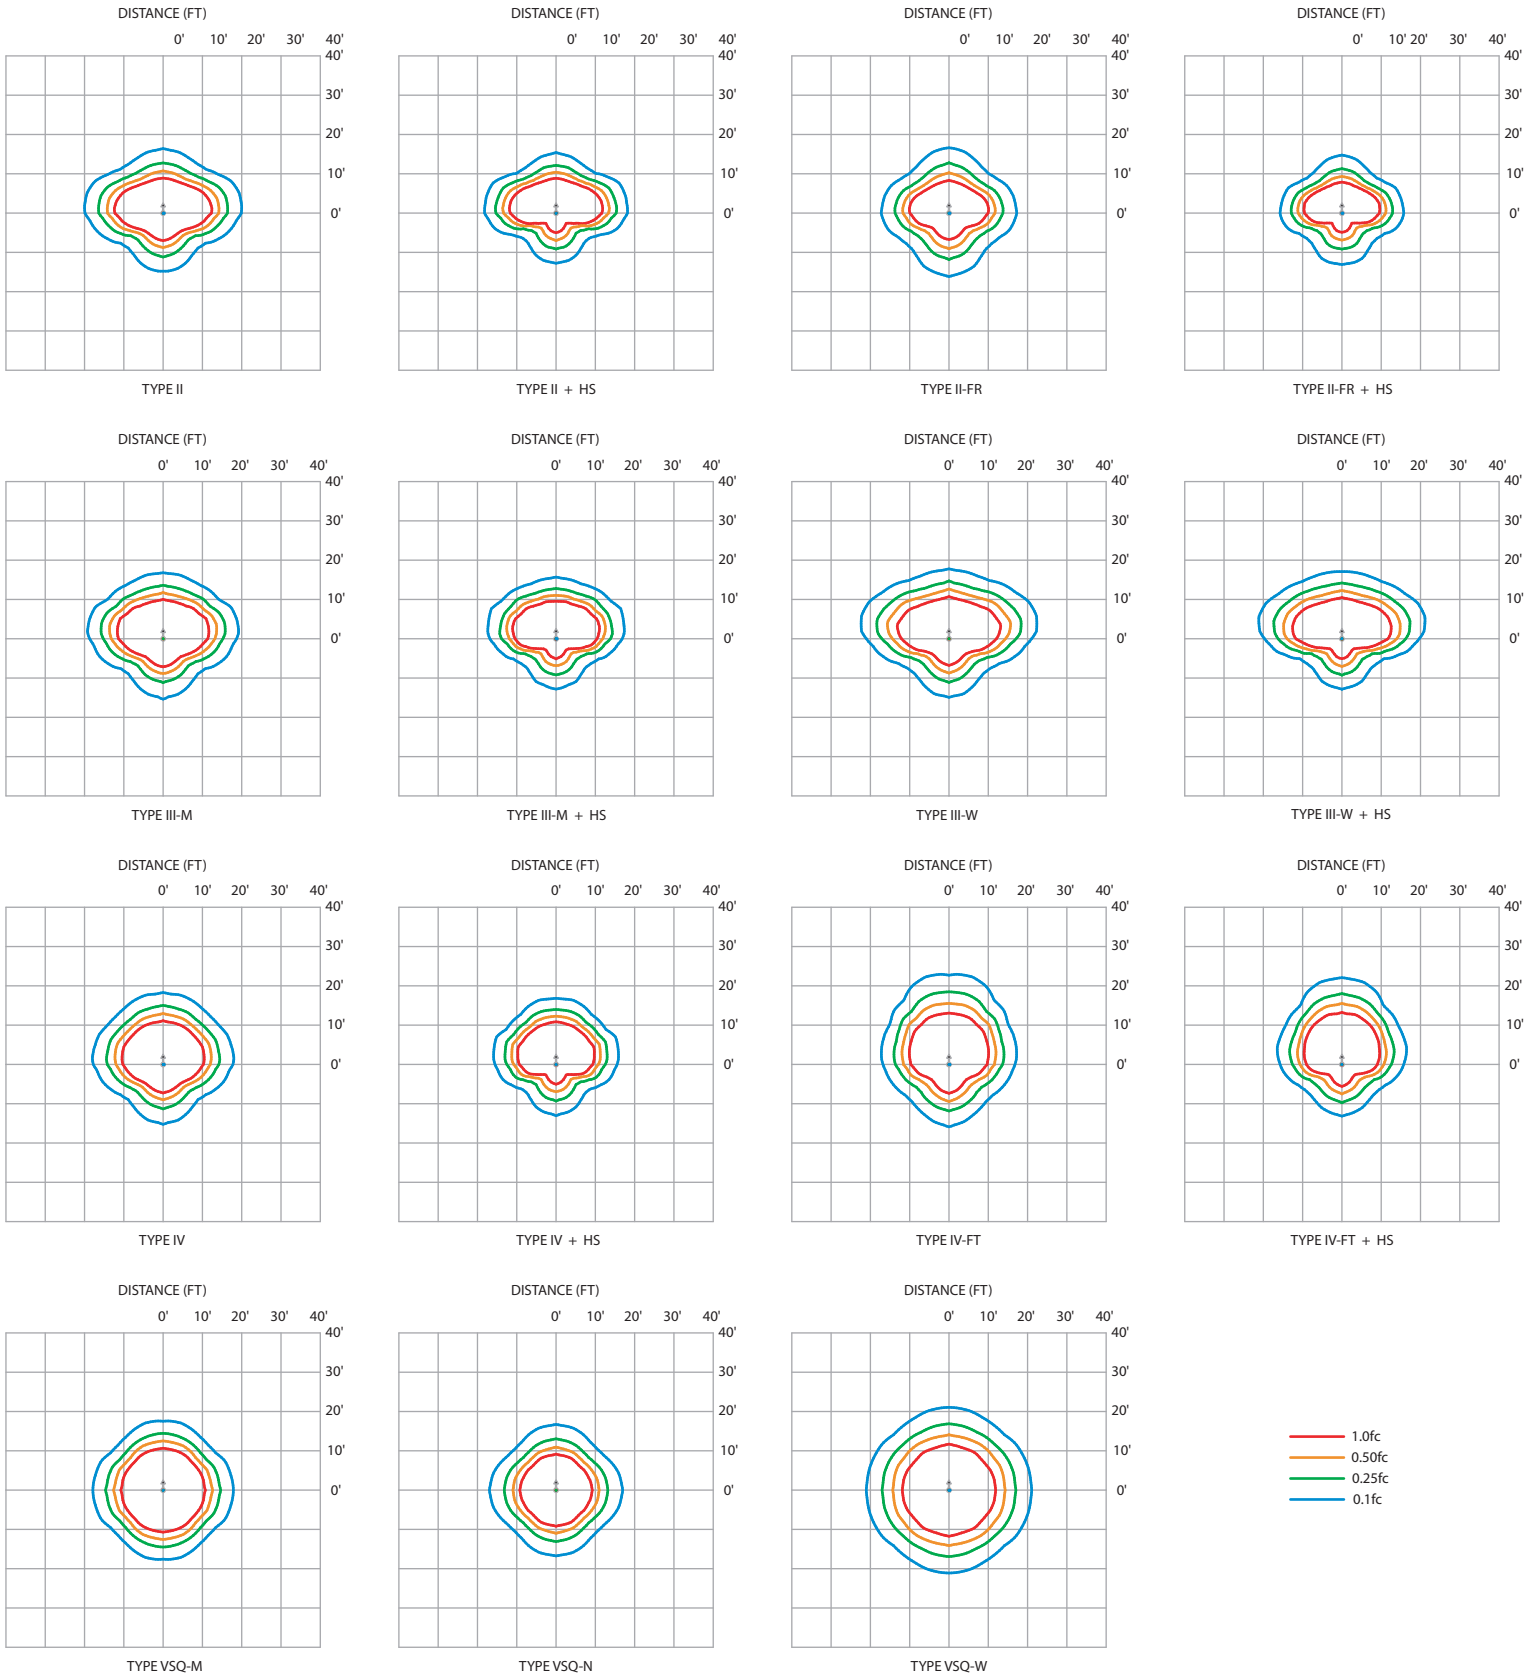 DISTANCE (FT) DISTANCE (FT) DISTANCE (FT) DISTANCE (FT)
0' 10' 20' 30' 40' 0' 10' 20' 30' 40' 0' 10' 20' 30' 40' 0' 10' 20' 30' 40'
40' 40' 40' 40'
30' 30' 30' 30'
20' 20' 20' 20'
10' 10' 10' 10'
0' 0' 0' 0'
TYPE II TYPE II + HS TYPE II-FR TYPE II-FR + HS
DISTANCE (FT) DISTANCE (FT) DISTANCE (FT) DISTANCE (FT)
0' 10' 20' 30' 40' 0' 10' 20' 30' 40' 0' 10' 20' 30' 40' 0' 10' 20' 30' 40'
40' 40' 40' 40'
30' 30' 30' 30'
20' 20' 20' 20'
10' 10' 10' 10'
0' 0' 0' 0'
TYPE III-M TYPE III-M + HS TYPE III-W TYPE III-W + HS
DISTANCE (FT) DISTANCE (FT) DISTANCE (FT) DISTANCE (FT)
0' 10' 20' 30' 40' 0' 10' 20' 30' 40' 0' 10' 20' 30' 40' 0' 10' 20' 30' 40'
40' 40' 40' 40'
30' 30' 30' 30'
20' 20' 20' 20'
10' 10' 10' 10'
0' 0' 0' 0'
TYPE IV TYPE IV + HS TYPE IV-FT TYPE IV-FT + HS
DISTANCE (FT) DISTANCE (FT) DISTANCE (FT)
0' 10' 20' 30' 40' 0' 10' 20' 30' 40' 0' 10' 20' 30' 40'
40' 40' 40'
30' 30' 30'
20' 20' 20'
10' 10' 10'
0' 0' 0'
TYPE VSQ-M TYPE VSQ-N TYPE VSQ-W
1.0fc
0.50fc
0.25fc
0.1fc